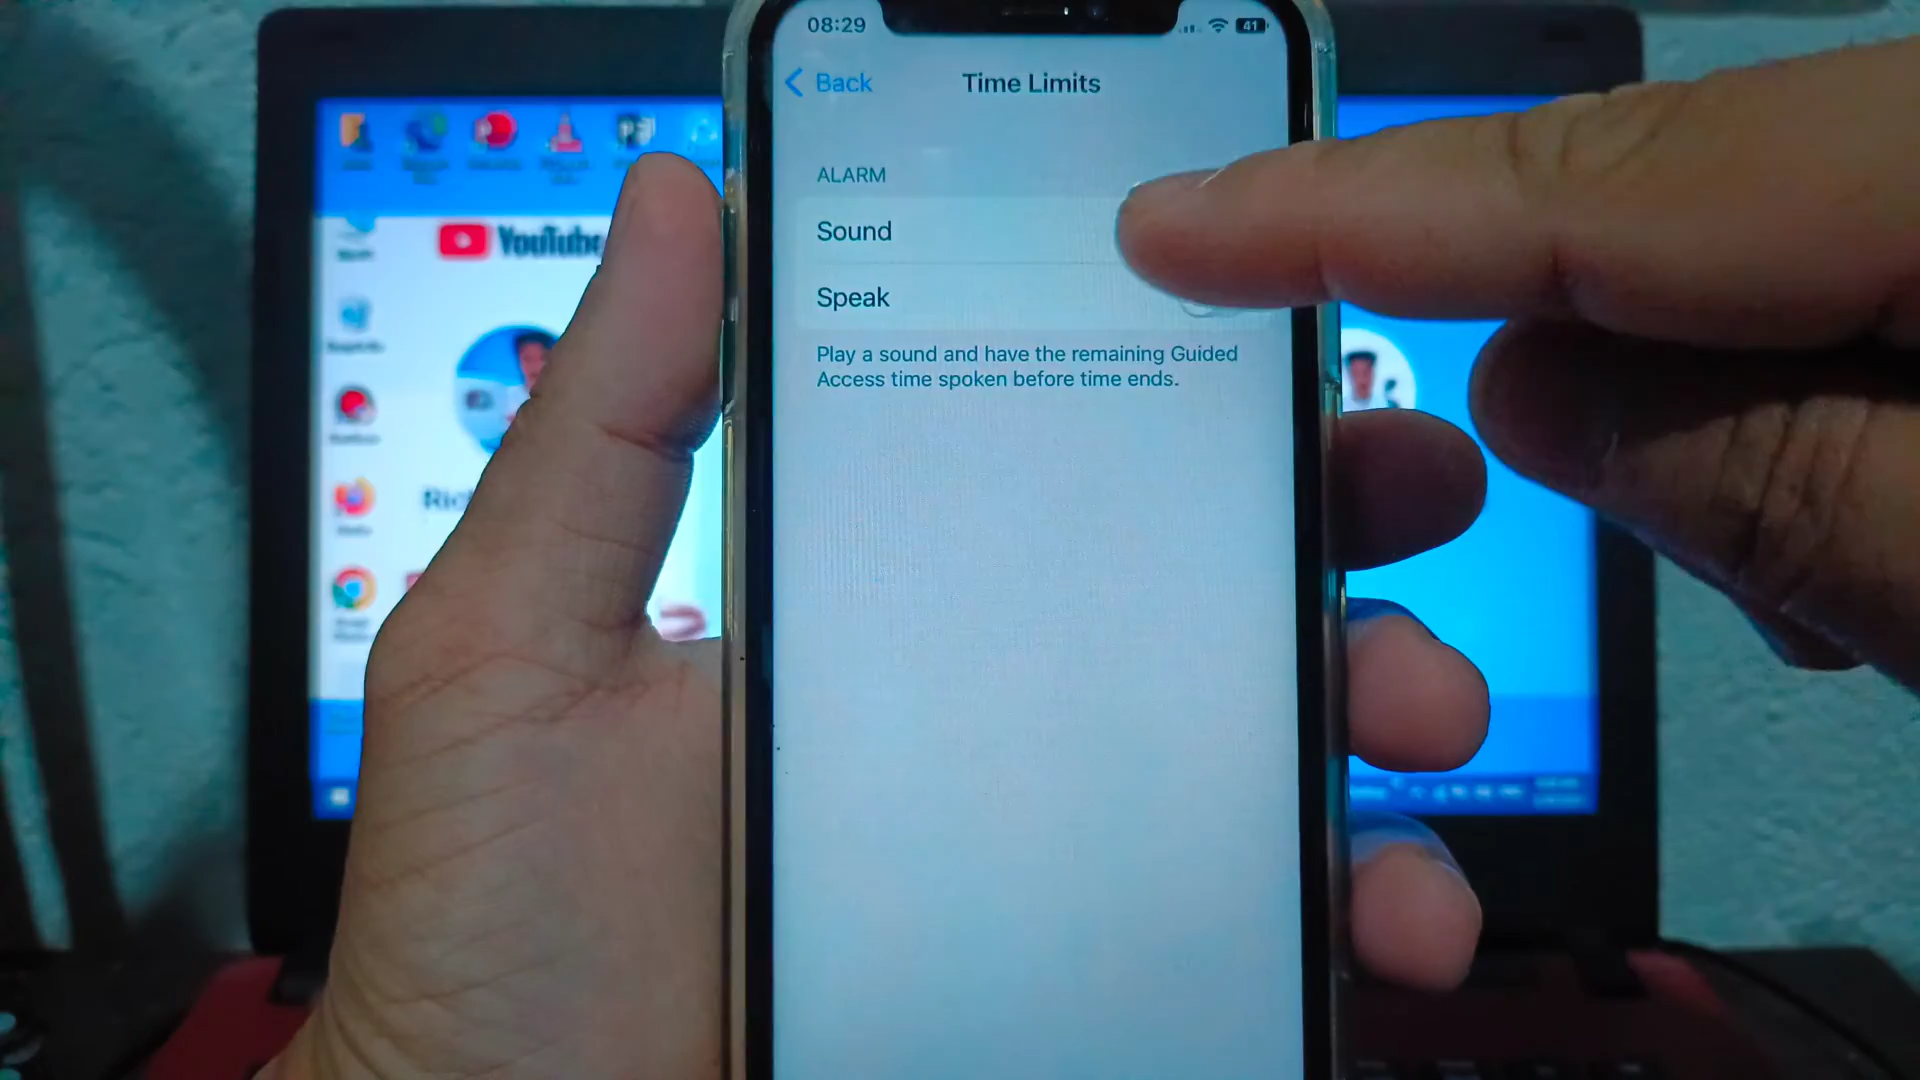 08:29
41
Back
Time Limits
ALARM
Sound
Speak
Play a sound and have the remaining Guided
Access time spoken before time ends.
YouTube